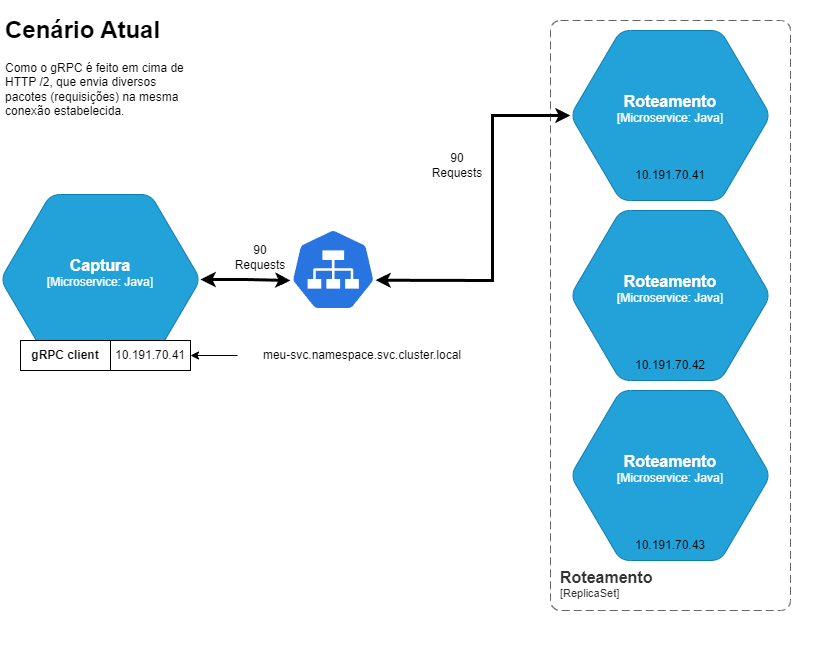 Cenário Atual
Como o gRPC é feito em cima de
HTTP /2, que envia diversos
pacotes (requisições) na mesma
conexão estabelecida.
Roteamento
[Microservice: Java]
10.191.70.41
90
Requests
Captura
[Microservice: Java]
90
Requests
Roteamento
[Microservice: Java]
10.191.70.42
gRPC client
10.191.70.41
meu-svc.namespace.svc.cluster.local
Roteamento
[Microservice: Java]
10.191.70.43
Roteamento
[ReplicaSet]